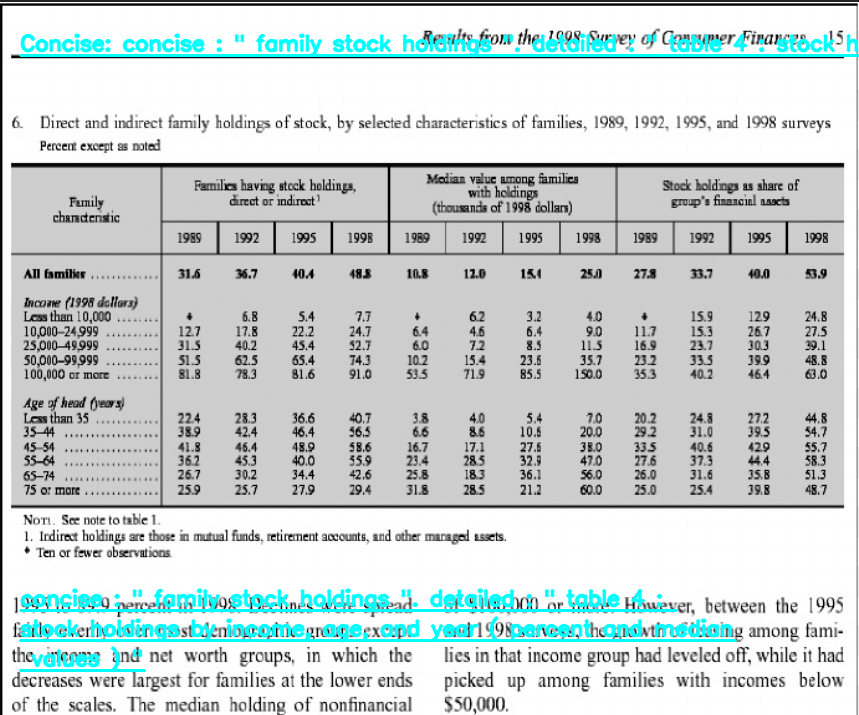 Results from the 1998 Survey of Consumer Finances 15
Concise: concise : " family stock holdings ". detailed : " table 4 : stock h
6. Direct and indirect family holdings of stock, by selected characteristics of families, 1989, 1992, 1995, and 1998 surveys
Percent except as noted
Family characteristic
Families having stock holdings, direct or indirect¹
Median value among families with holdings (thousands of 1998 dollars)
Stock holdings as share of group's financial assets
1989 1992 1995 1998 1989 1992 1995 1998 1989 1992 1995 1998
All families ............. 31.6 36.7 40.4 48.8 10.8 12.0 15.4 25.0 27.8 33.7 40.0 53.9
Income (1998 dollars)
Less than 10,000 ........ * 6.8 5.4 7.7 * 6.2 3.2 4.0 * 15.9 12.9 24.8
10,000–24,999 .......... 12.7 17.8 22.2 24.7 6.4 4.6 6.4 9.0 11.7 15.3 26.7 27.5
25,000–49,999 .......... 31.5 40.2 45.4 52.7 6.0 7.2 8.5 11.5 16.9 23.7 30.3 39.1
50,000–99,999 .......... 51.5 62.5 65.4 74.3 10.2 15.4 23.6 35.7 23.2 33.5 39.9 48.8
100,000 or more ........ 81.8 78.3 81.6 91.0 53.5 71.9 85.5 150.0 35.3 40.2 46.4 63.0
Age of head (years)
Less than 35 ............ 22.4 28.3 36.6 40.7 3.8 4.0 5.4 7.0 20.2 24.8 27.2 44.8
35–44 .................. 38.9 42.4 46.4 56.5 6.6 8.6 10.6 20.0 29.2 31.0 39.5 54.7
45–54 .................. 41.8 46.4 48.9 58.6 16.7 17.1 27.6 38.0 33.5 40.6 42.9 55.7
55–64 .................. 36.2 45.3 40.0 55.9 23.4 28.5 32.9 47.0 27.6 37.3 44.4 58.3
65–74 .................. 26.7 30.2 34.4 42.6 25.8 18.3 36.1 56.0 26.0 31.6 35.8 51.3
75 or more .............. 25.9 25.7 27.9 29.4 31.8 28.5 21.2 60.0 25.0 25.4 39.8 48.7
NOTE. See note to table 1.
1. Indirect holdings are those in mutual funds, retirement accounts, and other managed assets.
* Ten or fewer observations.
concise : " family stock holdings ". detailed : " table 4 :
stock holdings by income, age, and year ( percent and median
values ) "
percent in 1998. Declines were spread
fairly evenly over most demographic groups except
the income and net worth groups, in which the
decreases were largest for families at the lower ends
of the scales. The median holding of nonfinancial
of $100,000 or more. However, between the 1995
and 1998 surveys, the growth among fami-
lies in that income group had leveled off, while it had
picked up among families with incomes below
$50,000.